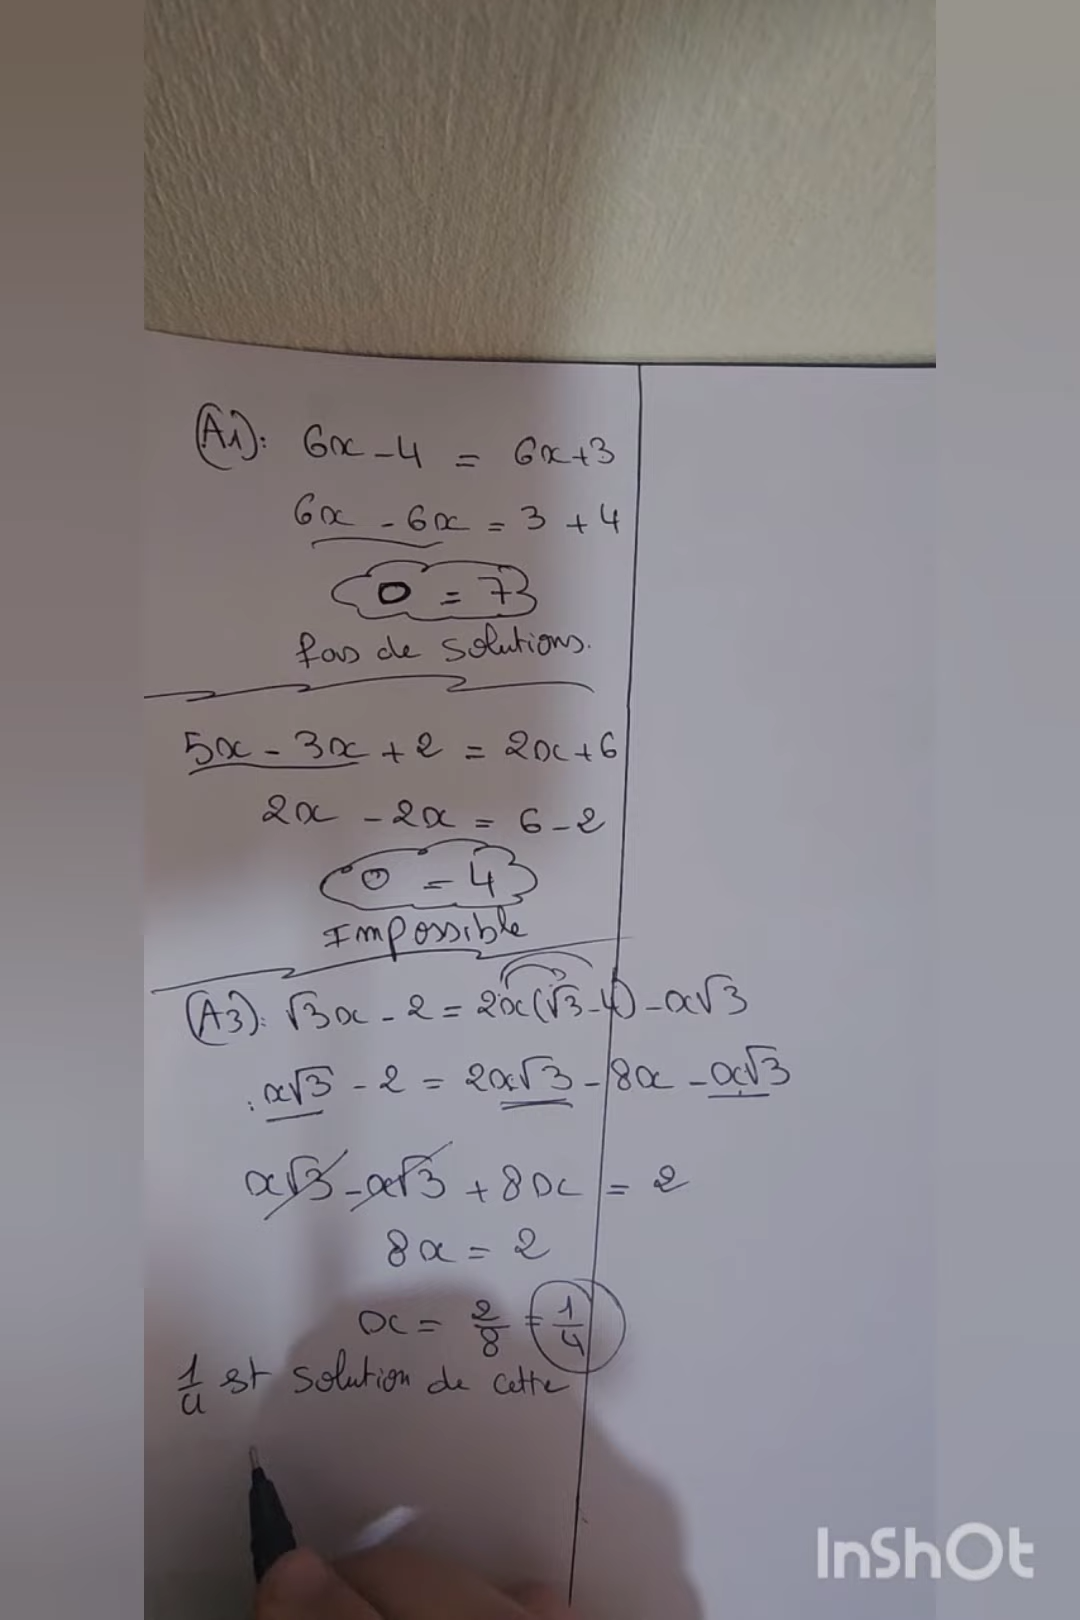 (A1): 6x - 4 = 6x + 3
6x - 6x = 3 + 4
0 = 7
Pas de solutions.
5x - 3x + 2 = 2x + 6
2x - 2x = 6 - 2
0 = 4
Impossible
(A3): √3x - 2 = 2x(√3 - 4) - x√3
x√3 - 2 = 2x√3 - 8x - x√3
x√3 - x√3 + 8x = 2
8x = 2
x = 2/8 = 1/4
1/4 est solution de cette
InShOt